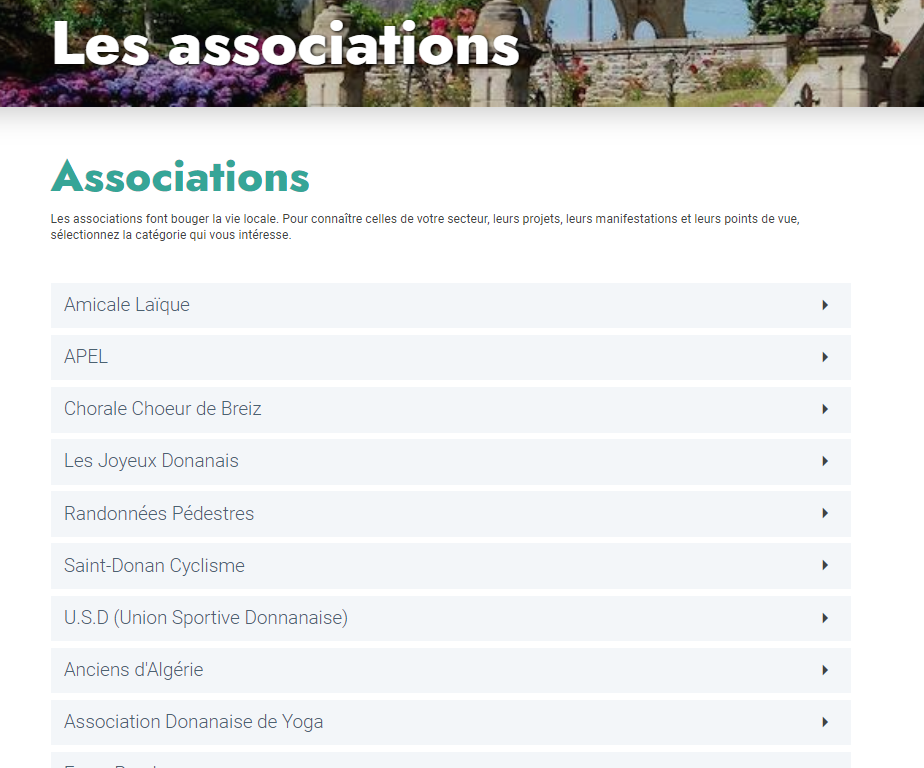 Les associations
Associations
Les associations font bouger la vie locale. Pour connaître celles de votre secteur, leurs projets, leurs manifestations et leurs points de vue,
sélectionnez la catégorie qui vous intéresse.
Amicale Laïque
APEL
Chorale Choeur de Breiz
Les Joyeux Donanais
Randonnées Pédestres
Saint-Donan Cyclisme
U.S.D (Union Sportive Donnanaise)
Anciens d'Algérie
Association Donanaise de Yoga